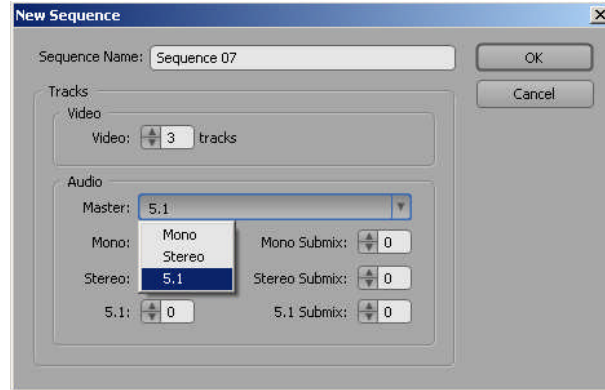 New Sequence
Sequence Name: Sequence 07
OK
Cancel
Tracks
Video
Video: 3 tracks
Audio
Master: 5.1
Mono
Stereo
5.1
Mono: Mono Submix: 0
Stereo: Stereo Submix: 0
5.1: 0 5.1 Submix: 0